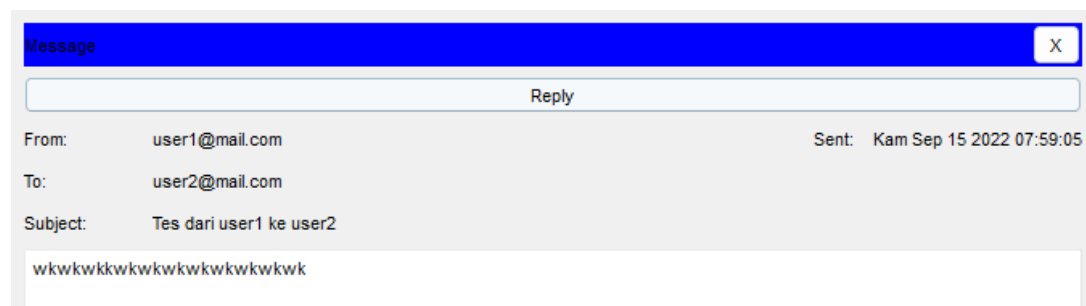 Message X
Reply
From: user1@mail.com Sent: Kam Sep 15 2022 07:59:05
To: user2@mail.com
Subject: Tes dari user1 ke user2
wkwkwkkwkwkwkwkwkwkwkwk